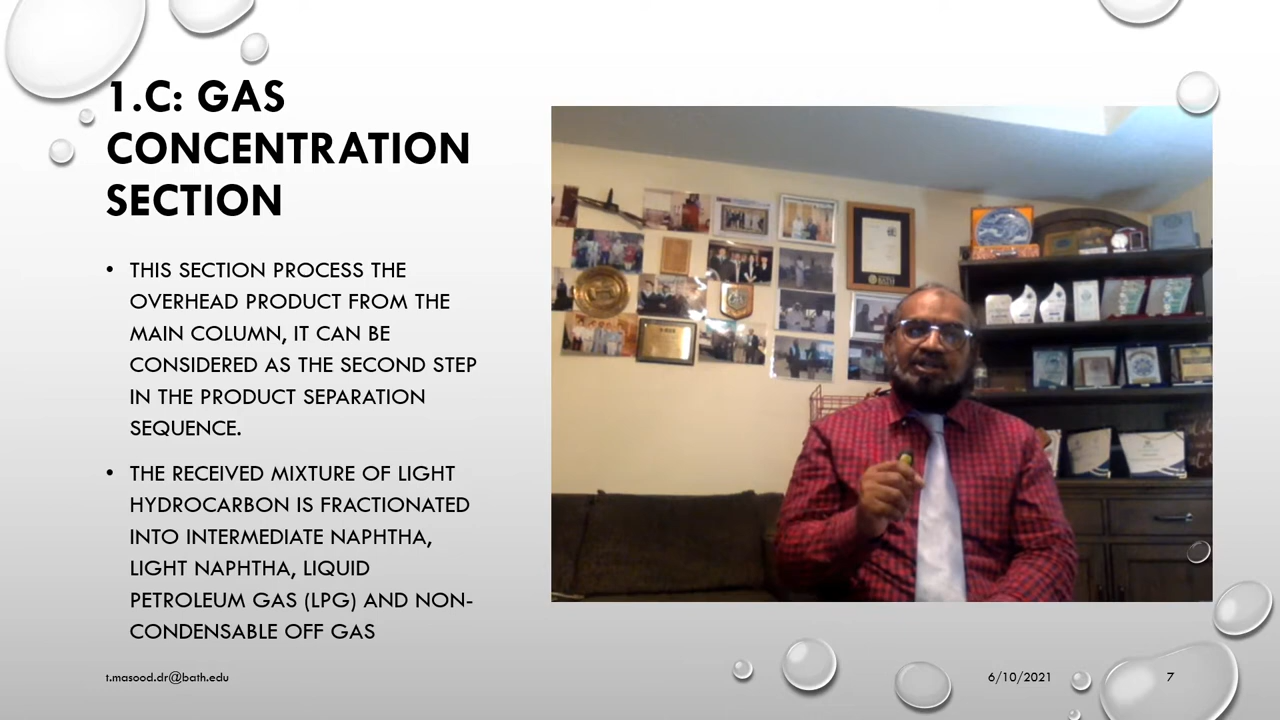 1.C: GAS
CONCENTRATION
SECTION
• THIS SECTION PROCESS THE
OVERHEAD PRODUCT FROM THE
MAIN COLUMN, IT CAN BE
CONSIDERED AS THE SECOND STEP
IN THE PRODUCT SEPARATION
SEQUENCE.
• THE RECEIVED MIXTURE OF LIGHT
HYDROCARBON IS FRACTIONATED
INTO INTERMEDIATE NAPHTHA,
LIGHT NAPHTHA, LIQUID
PETROLEUM GAS (LPG) AND NON-
CONDENSABLE OFF GAS
t.masood.dr@bath.edu
6/10/2021
7